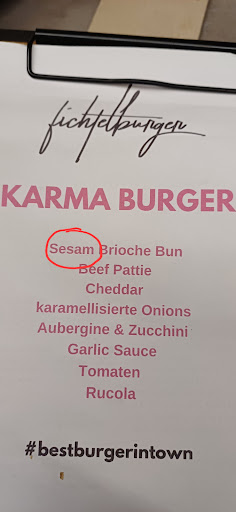 fichtelburger
KARMA BURGER
Sesam Brioche Bun
Beef Pattie
Cheddar
karamellisierte Onions
Aubergine & Zucchini
Garlic Sauce
Tomaten
Rucola
#bestburgerintown